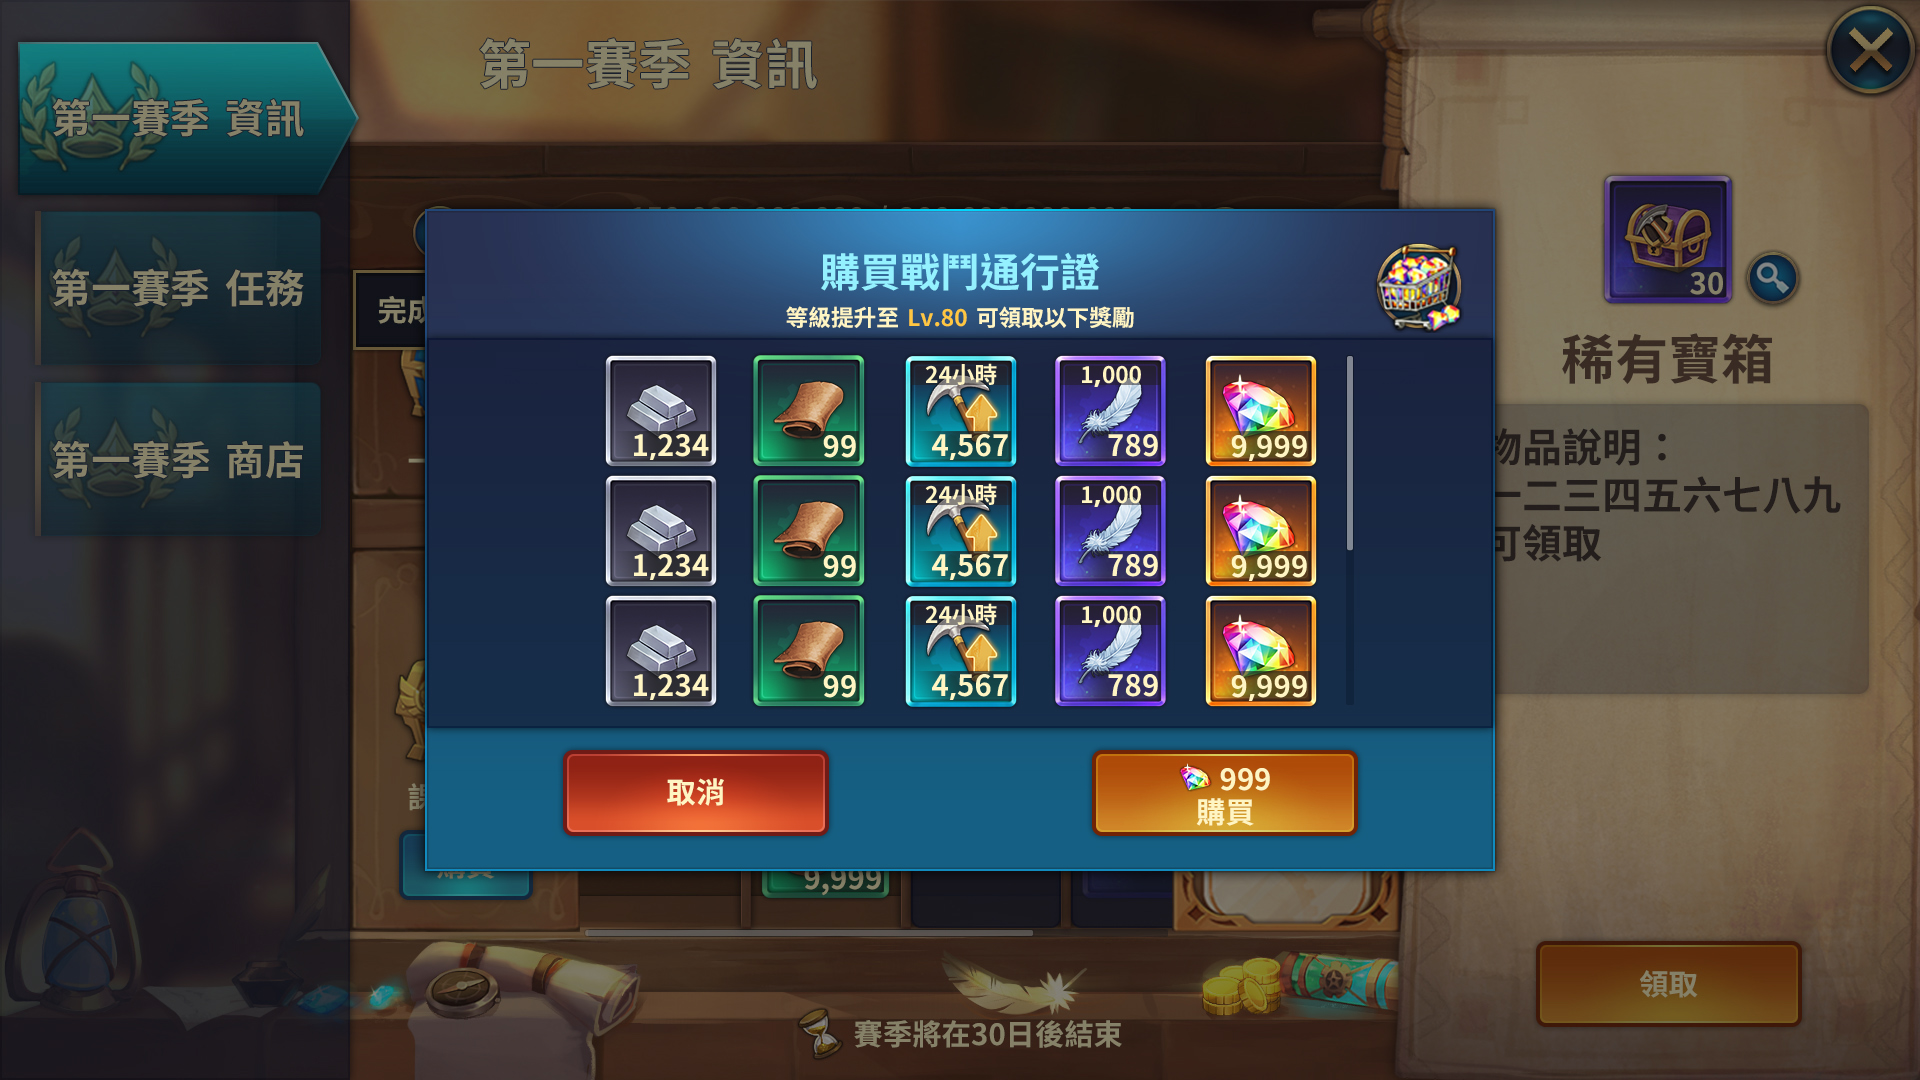 第一賽季 資訊
第一賽季 資訊
第一賽季 任務
第一賽季 商店
完成
購買戰鬥通行證
等級提升至 Lv.80 可領取以下獎勵
1,234
99
24小時
4,567
1,000
789
9,999
1,234
99
24小時
4,567
1,000
789
9,999
1,234
99
24小時
4,567
1,000
789
9,999
取消
999
購買
9,999
30
稀有寶箱
物品說明：
一二三四五六七八九
可領取
領取
賽季將在30日後結束